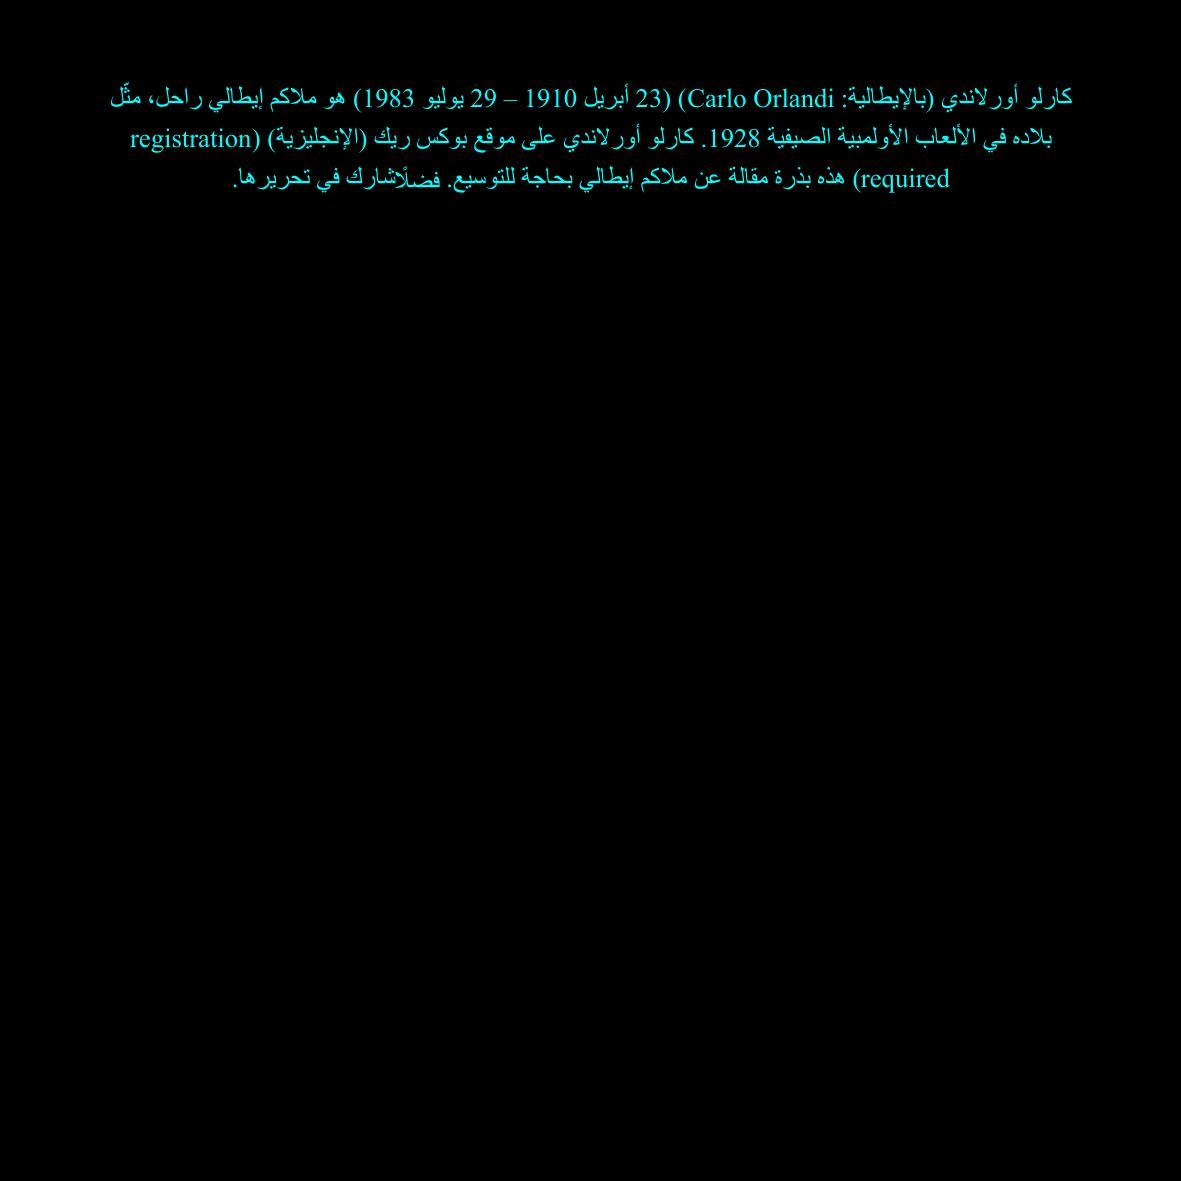 كارلو أورلاندي (بالإيطالية: Carlo Orlandi) (23 أبريل 1910 – 29 يوليو 1983) هو ملاكم إيطالي راحل، مثّل
بلاده في الألعاب الأولمبية الصيفية 1928. كارلو أورلاندي على موقع بوكس ريك (الإنجليزية) (registration
required) هذه بذرة مقالة عن ملاكم إيطالي بحاجة للتوسيع. فضلًاشارك في تحريرها.